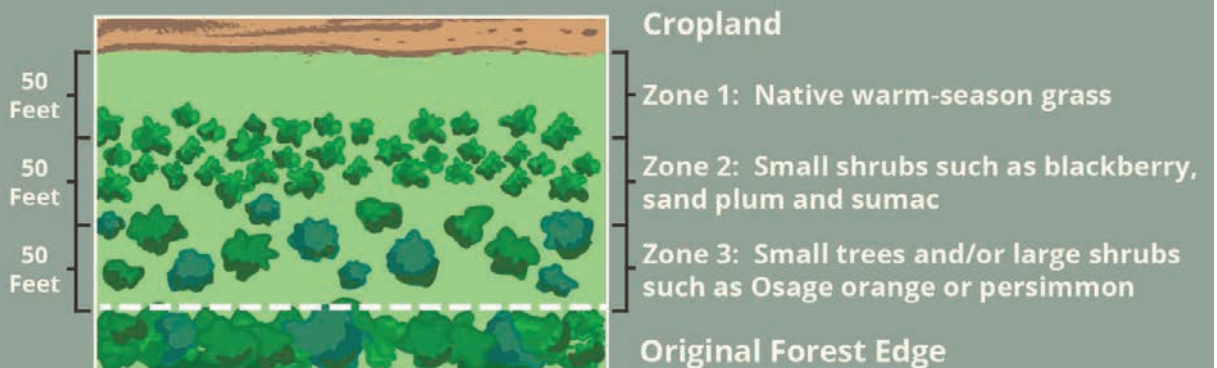 Cropland
50
Feet
Zone 1: Native warm-season grass
50
Feet
Zone 2: Small shrubs such as blackberry,
sand plum and sumac
50
Feet
Zone 3: Small trees and/or large shrubs
such as Osage orange or persimmon
Original Forest Edge